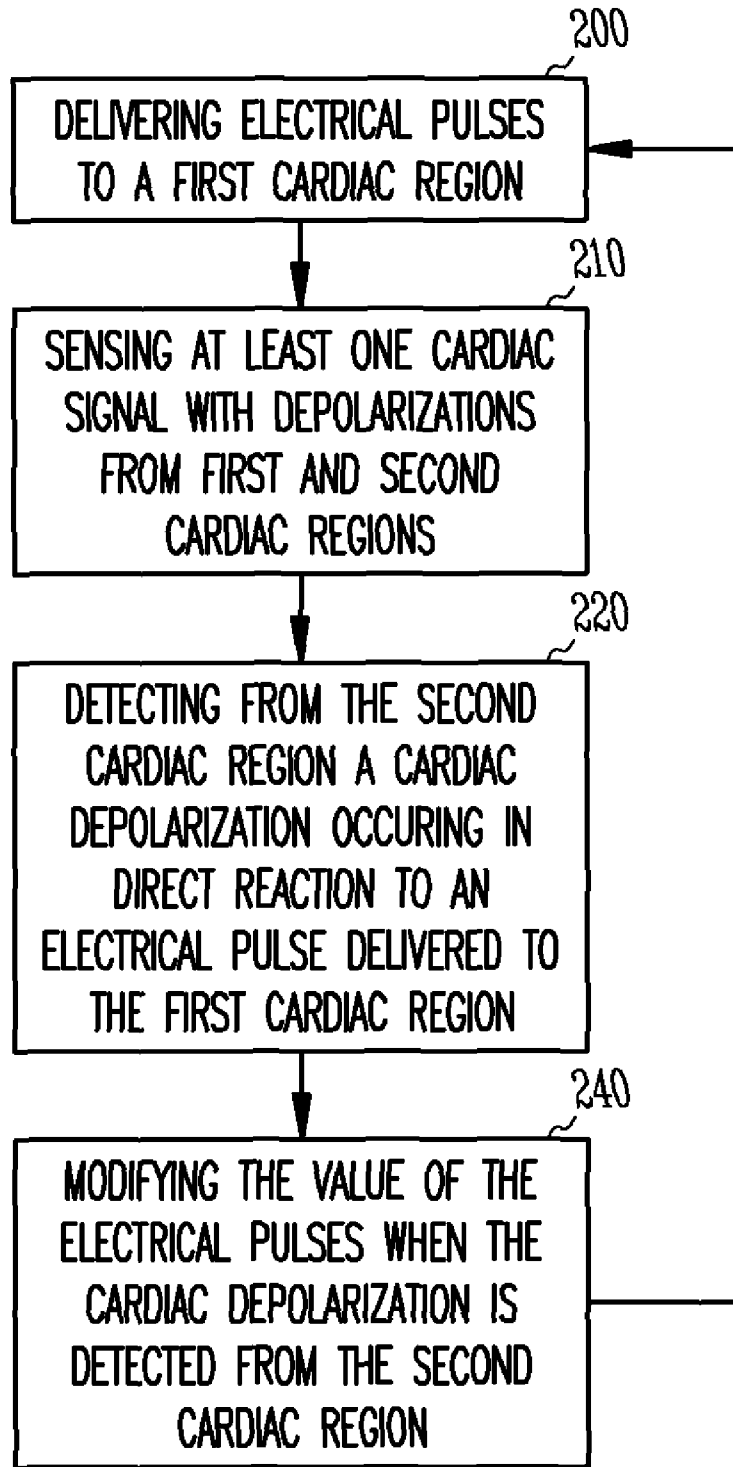 200
DELIVERING ELECTRICAL PULSES
TO A FIRST CARDIAC REGION
210
SENSING AT LEAST ONE CARDIAC
SIGNAL WITH DEPOLARIZATIONS
FROM FIRST AND SECOND
CARDIAC REGIONS
220
DETECTING FROM THE SECOND
CARDIAC REGION A CARDIAC
DEPOLARIZATION OCCURING IN
DIRECT REACTION TO AN
ELECTRICAL PULSE DELIVERED TO
THE FIRST CARDIAC REGION
240
MODIFYING THE VALUE OF THE
ELECTRICAL PULSES WHEN THE
CARDIAC DEPOLARIZATION IS
DETECTED FROM THE SECOND
CARDIAC REGION